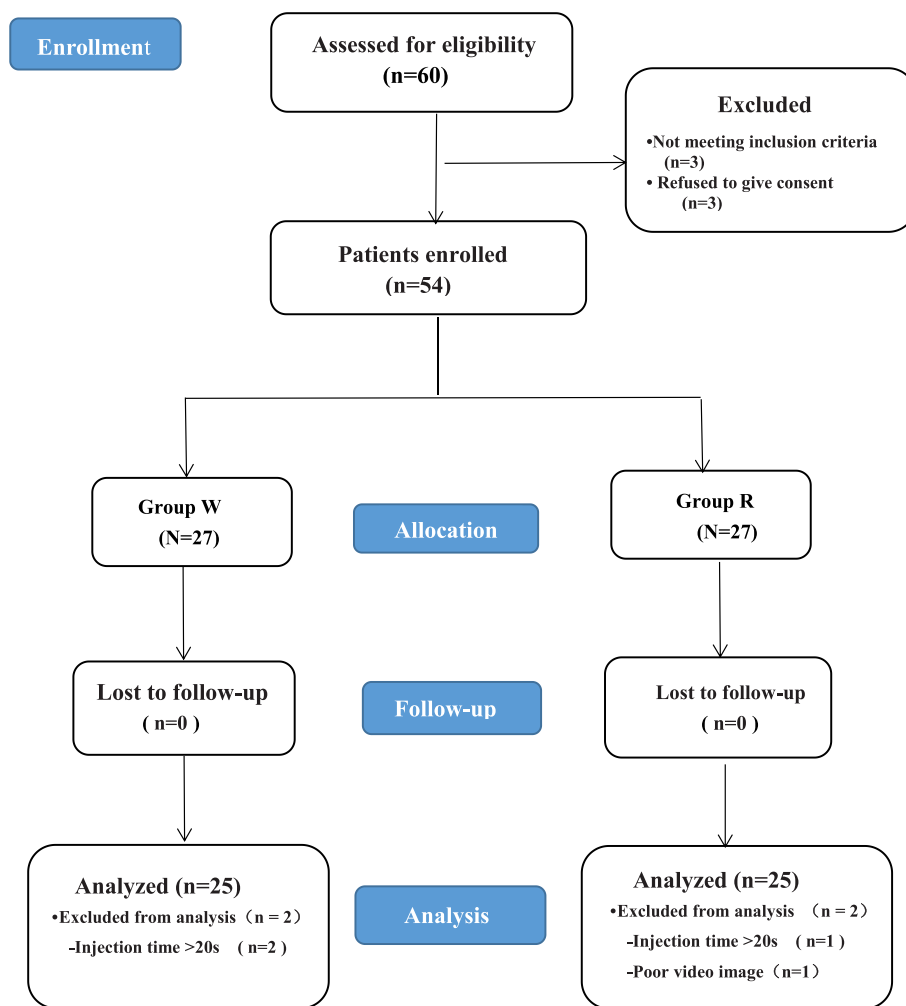 Enrollment
Assessed for eligibility
(n=60)
Excluded
•Not meeting inclusion criteria
(n=3)
• Refused to give consent
(n=3)
Patients enrolled
(n=54)
Group W
(N=27)
Allocation
Group R
(N=27)
Lost to follow-up
( n=0 )
Follow-up
Lost to follow-up
( n=0 )
Analyzed (n=25)
•Excluded from analysis（n = 2）
-Injection time >20s ( n=2 )
Analysis
Analyzed (n=25)
•Excluded from analysis （n = 2）
-Injection time >20s ( n=1 )
-Poor video image（n=1）